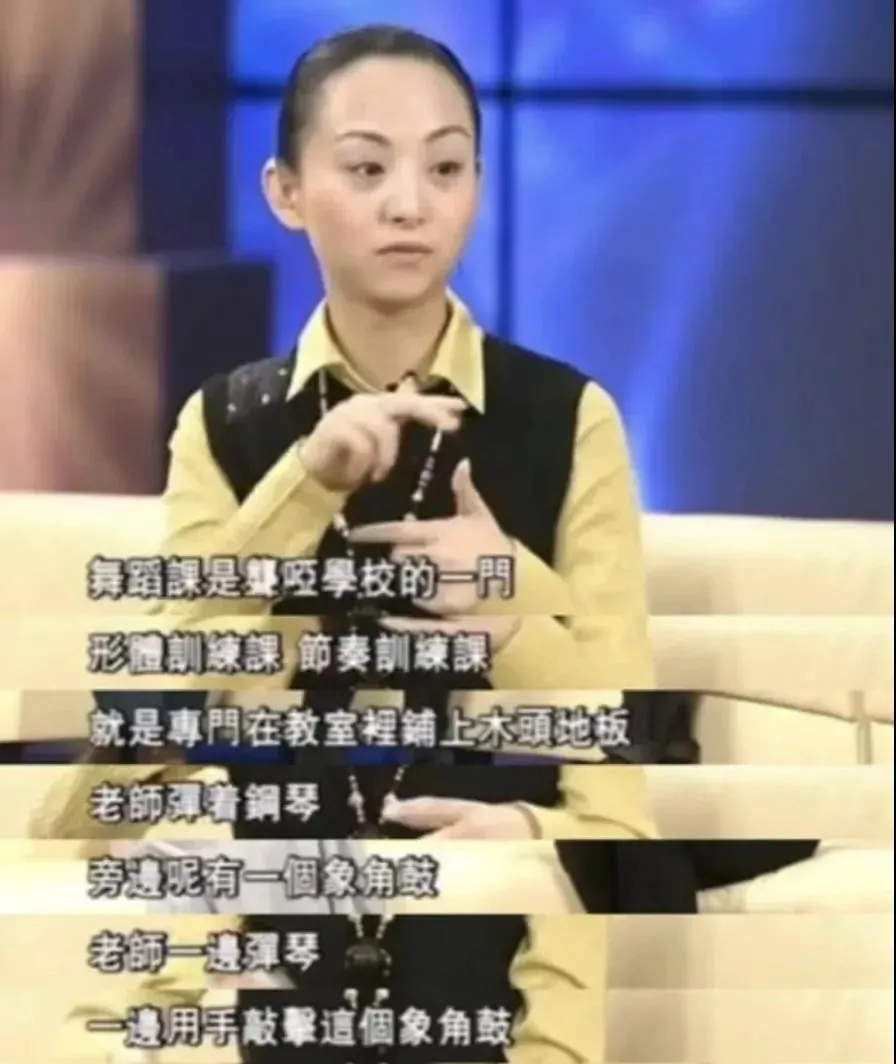 舞蹈課是聾啞學校的一門
形體訓練課 節奏訓練課
就是專門在教室裡鋪上木頭地板
老師彈着鋼琴
旁邊呢有一個象角鼓
老師一邊彈琴
一邊用手敲擊這個象角鼓